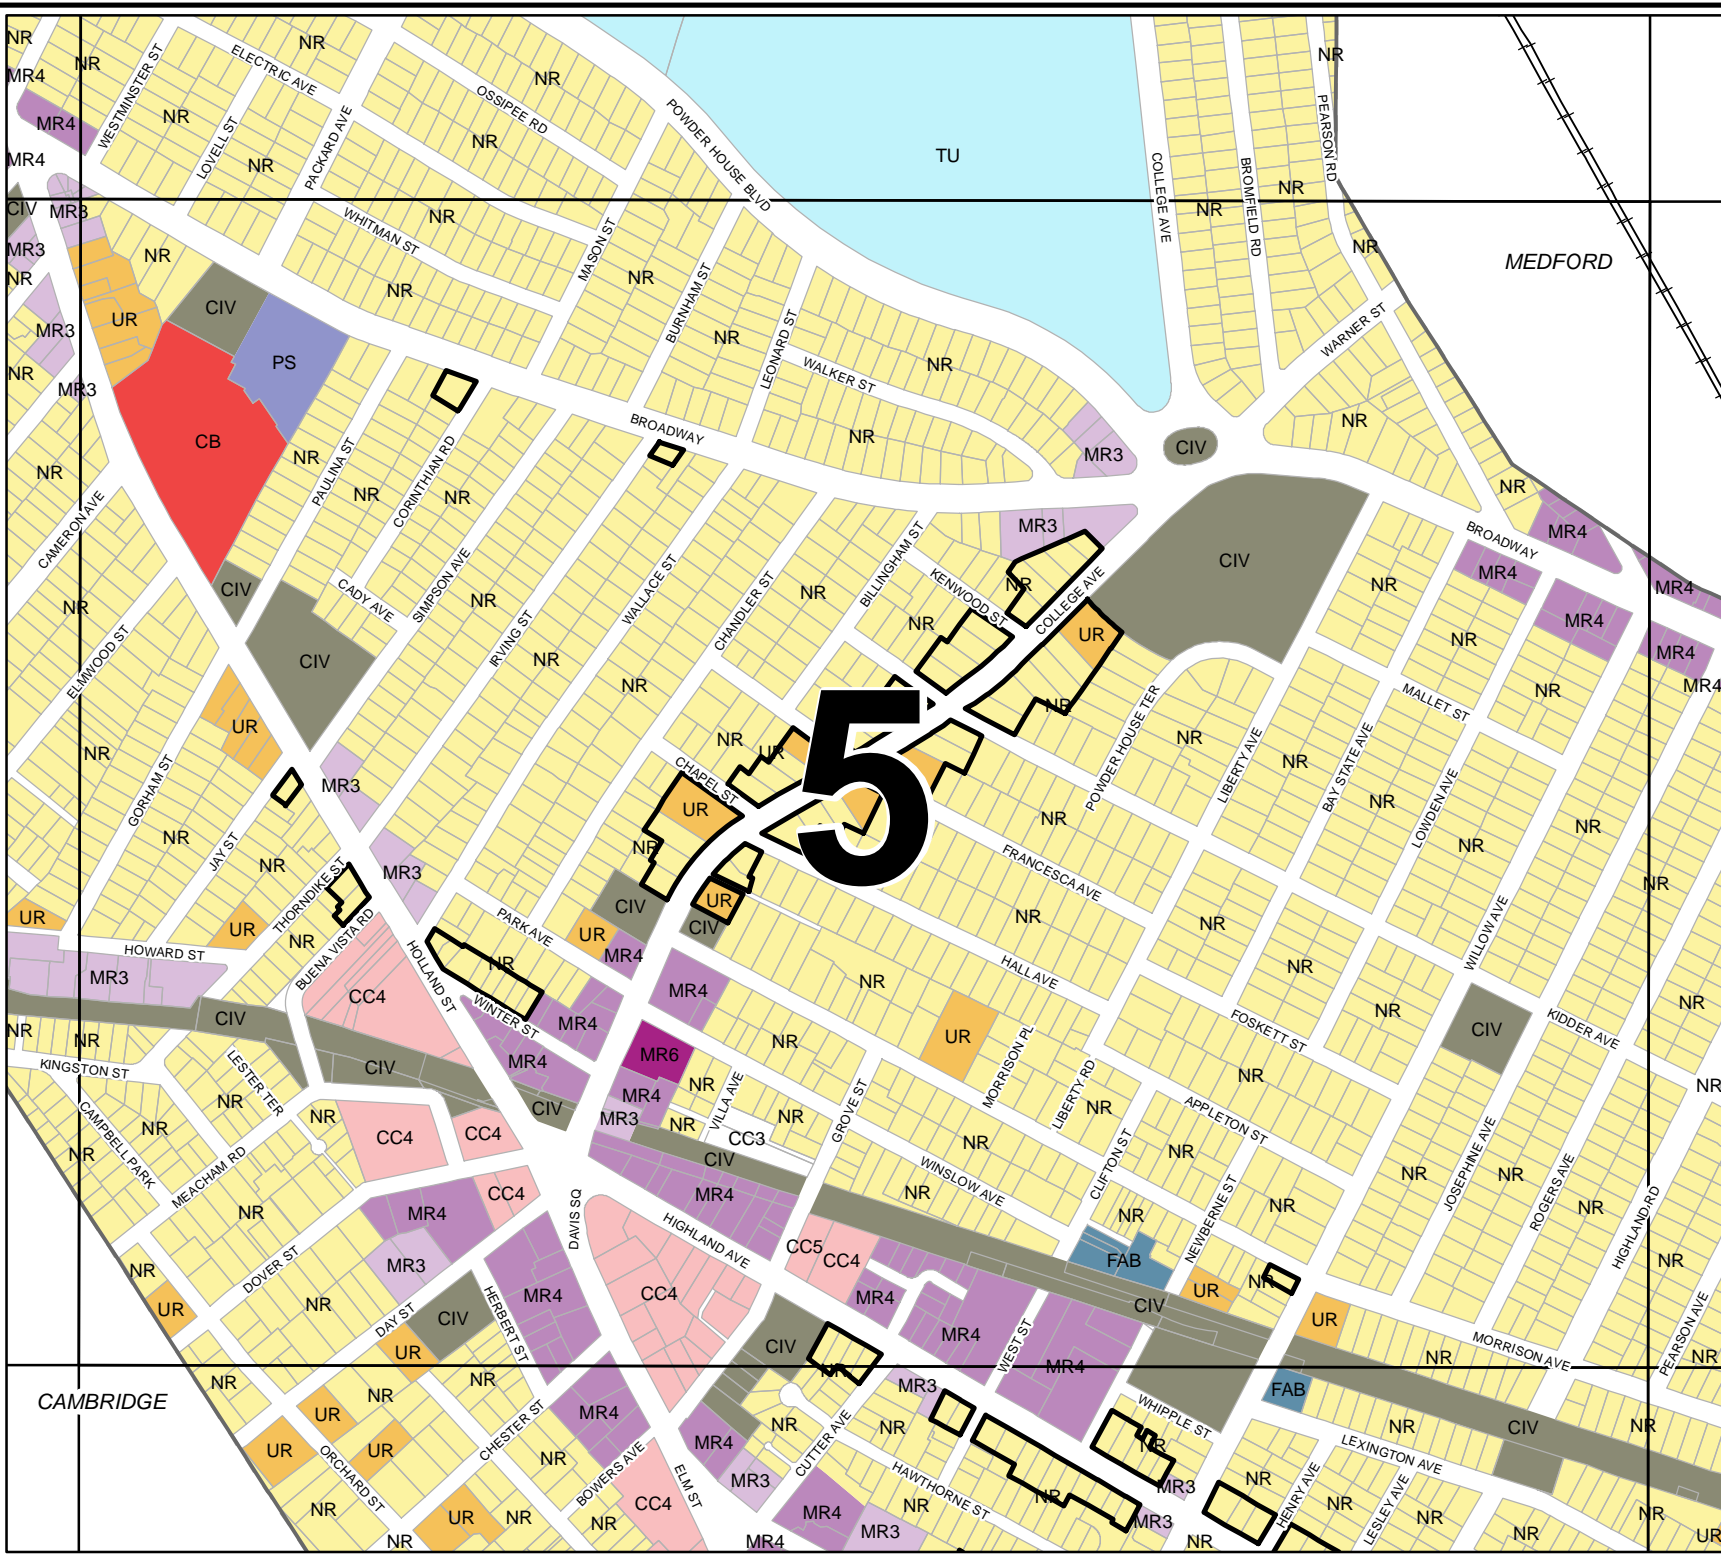 NR
NR
ELECTRIC AVE
NR
NR
NR
MR4
NR
WESTMINSTER ST
OSSIPEE RD
POWDER HOUSE BLVD
PEARSON RD
MR4
NR
LOVELL ST
PACKARD AVE
NR
TU
COLLEGE AVE
BROMFIELD RD
MR4
NR
NR
CIV
MR3
NR
WHITMAN ST
NR
MR3
NR
MASON ST
NR
MEDFORD
NR
NR
NR
BURNHAM ST
CIV
MR3
UR
LEONARD ST
NR
WARNER ST
PS
NR
NR
WALKER ST
MR3
CB
BROADWAY
NR
NR
MR3
CIV
NR
NR
PAULINA ST
NR
CORINTHIAN RD
NR
NR
CAMERON AVE
MR3
BROADWAY
MR4
CIV
CADY AVE
SIMPSON AVE
NR
WALLACE ST
CHANDLER ST
NR
BILLINGHAM ST
KENWOOD ST
NR
COLLEGE AVE
CIV
NR
MR4
MR4
NR
MR4
ELMWOOD ST
CIV
IRVING ST
NR
NR
UR
NR
MR4
MR4
NR
NR
MALLET ST
UR
NR
NR
UR
5
NR
POWDER HOUSE TER
NR
LIBERTY AVE
NR
BAY STATE AVE
NR
GORHAM ST
MR3
CHAPEL ST
UR
NR
NR
LOWDEN AVE
NR
NR
JAY ST
NR
MR3
NR
FRANCESCA AVE
NR
NR
UR
UR
THORNDIKE ST
NR
BUENA VISTA RD
PARK AVE
CIV
UR
CIV
NR
NR
WILLOW AVE
HOWARD ST
MR3
HOLLAND ST
NR
UR
MR4
HALL AVE
NR
CC4
WINTER ST
MR4
MR4
NR
NR
NR
CIV
NR
NR
UR
MORRISON PL
FOSKETT ST
CIV
KIDDER AVE
KINGSTON ST
LESTER TER
CIV
MR4
MR6
NR
NR
CAMPBELL PARK
NR
NR
CIV
MR4
NR
VILLA AVE
GROVE ST
LIBERTY RD
NR
NR
NR
NR
CC4
CC4
MR3
NR
NR
CC3
NR
APPLETON ST
JOSEPHINE AVE
MEACHAM RD
CIV
WINSLOW AVE
CLIFTON ST
NR
NR
NR
ROGERS AVE
NR
MR4
CC4
MR4
NR
NR
NEWBERNE ST
NR
HIGHLAND RD
DAVIS SQ
HIGHLAND AVE
CC5
CC4
FAB
NR
NR
DOVER ST
MR3
CC4
MR4
UR
NR
CIV
UR
NR
DAY ST
CIV
HERBERT ST
MR4
MR4
WEST ST
UR
PEARSON AVE
UR
CIV
MR4
MORRISON AVE
NR
NR
CAMBRIDGE
NR
NR
NR
NR
MR3
FAB
UR
CHESTER ST
MR4
NR
CUTTER AVE
NR
WHIPPLE ST
NR
CIV
NR
UR
UR
ORCHARD ST
NR
BOWERS AVE
MR4
MR3
NR
LEXINGTON AVE
ELM ST
HAWTHORNE ST
NR
MR3
NR
HENRY AVE
NR
LESLEY AVE
NR
NR
UR
NR
NR
CC4
MR4
MR3
NR
MR3
NR
NR
NR
MR4
NR
UR